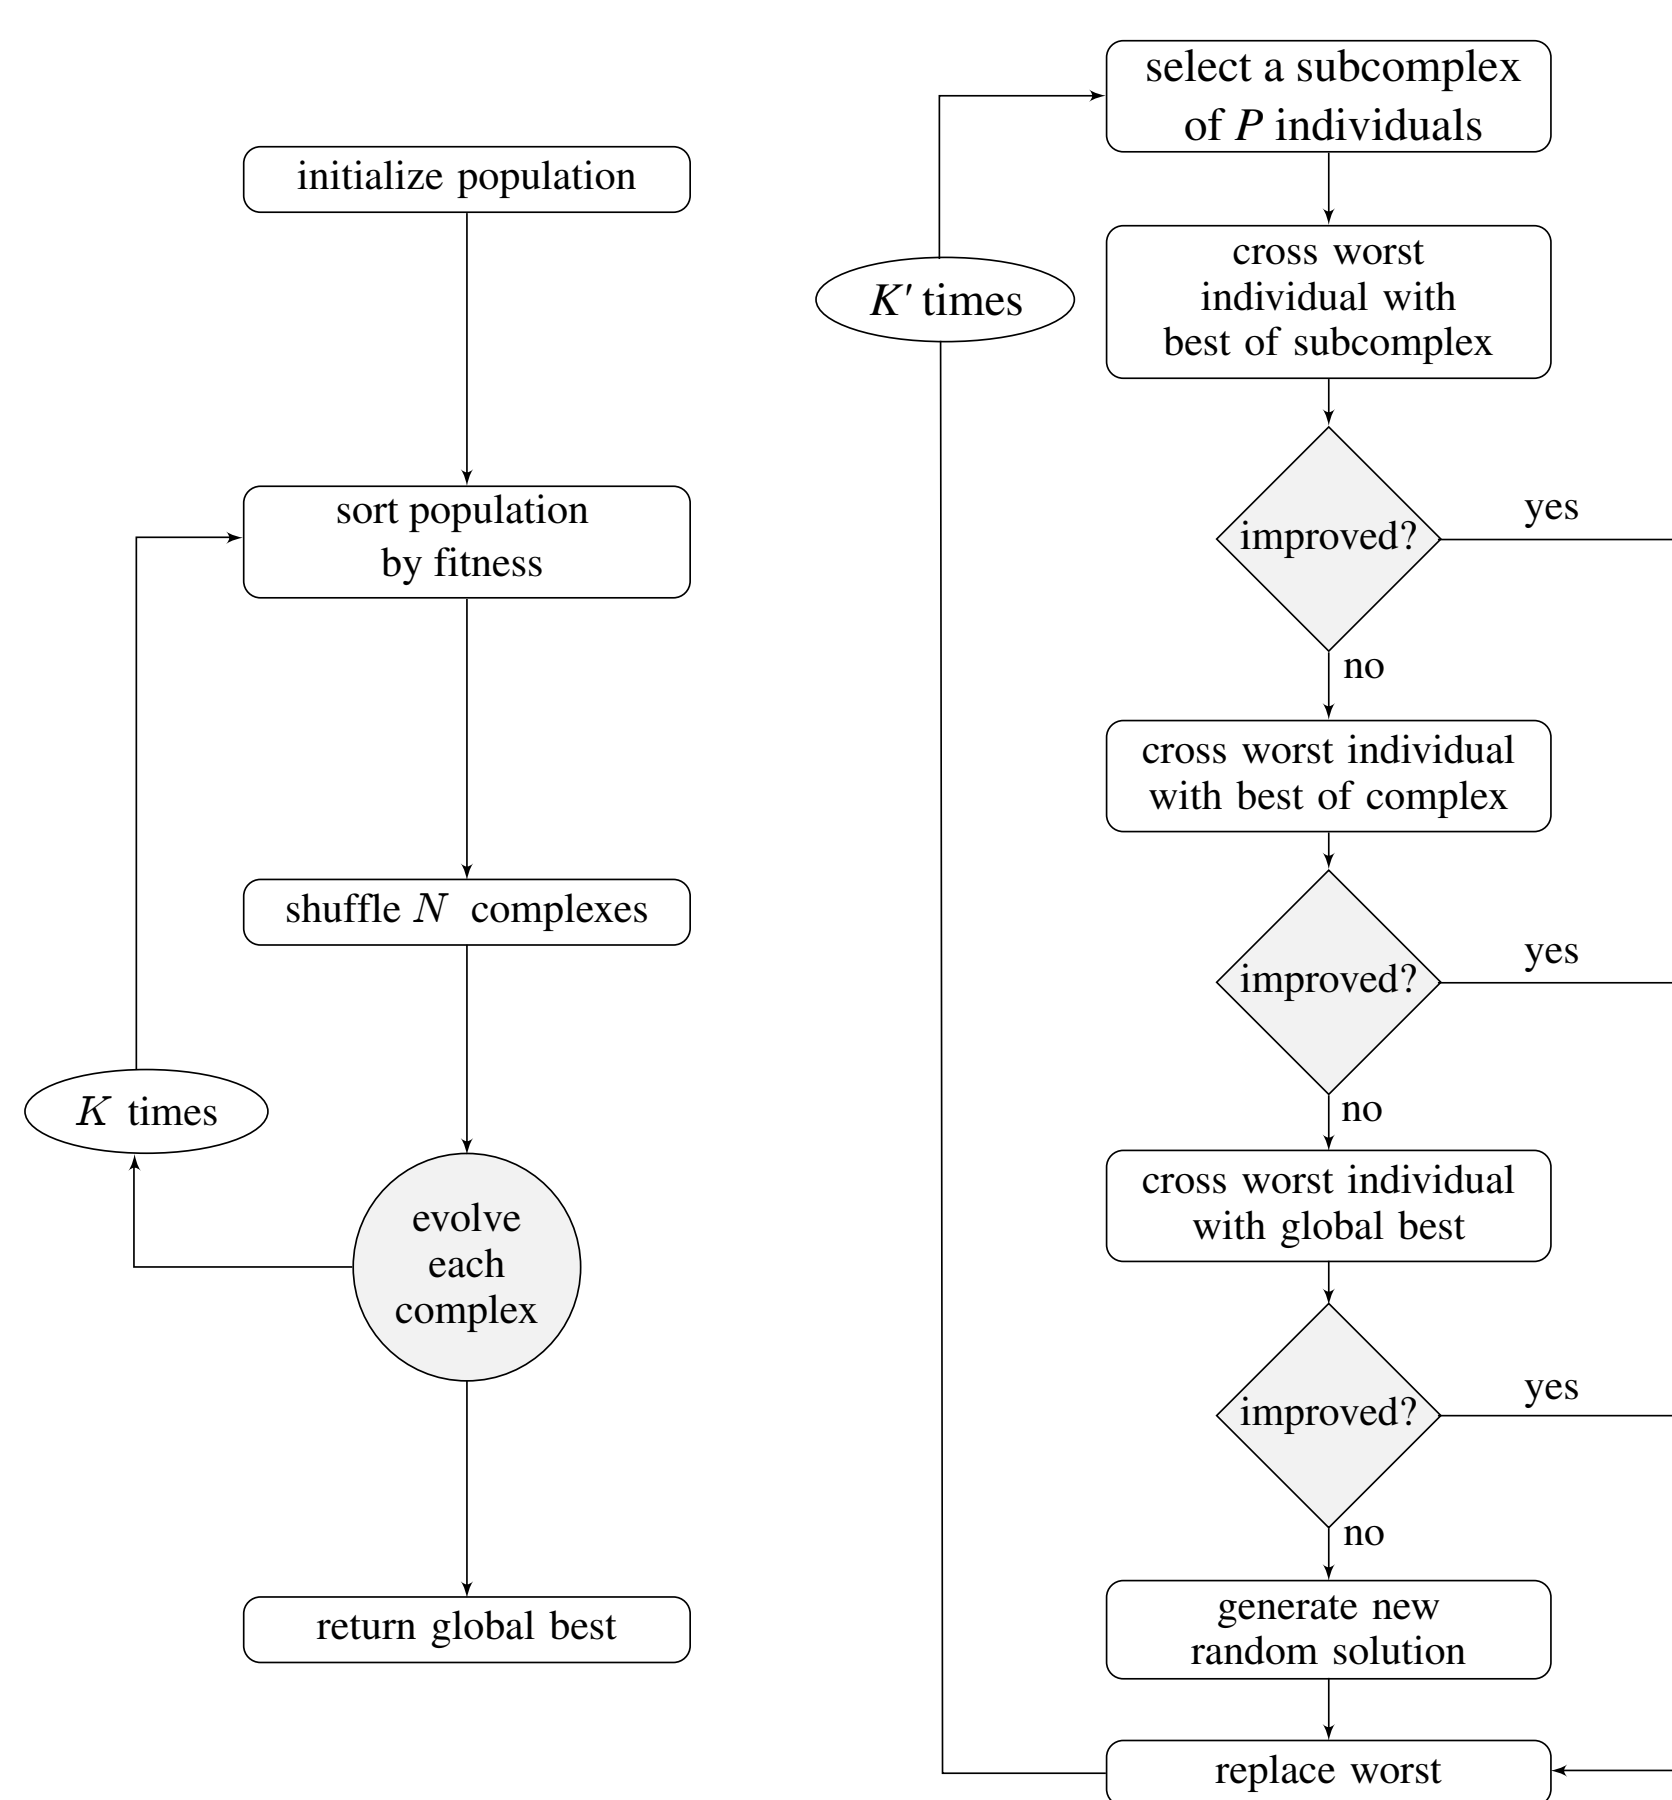 initialize population
sort population
by fitness
shuffle N complexes
K times
evolve
each
complex
return global best
select a subcomplex
of P individuals
K′ times
cross worst
individual with
best of subcomplex
improved?
yes
no
cross worst individual
with best of complex
improved?
yes
no
cross worst individual
with global best
improved?
yes
no
generate new
random solution
replace worst